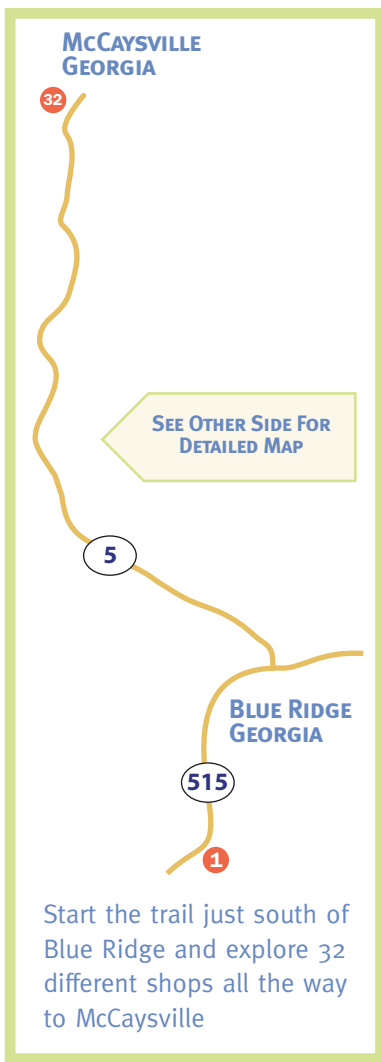 McCaysville
Georgia
32
See Other Side For
Detailed Map
5
Blue Ridge
Georgia
515
1
Start the trail just south of
Blue Ridge and explore 32
different shops all the way
to McCaysville